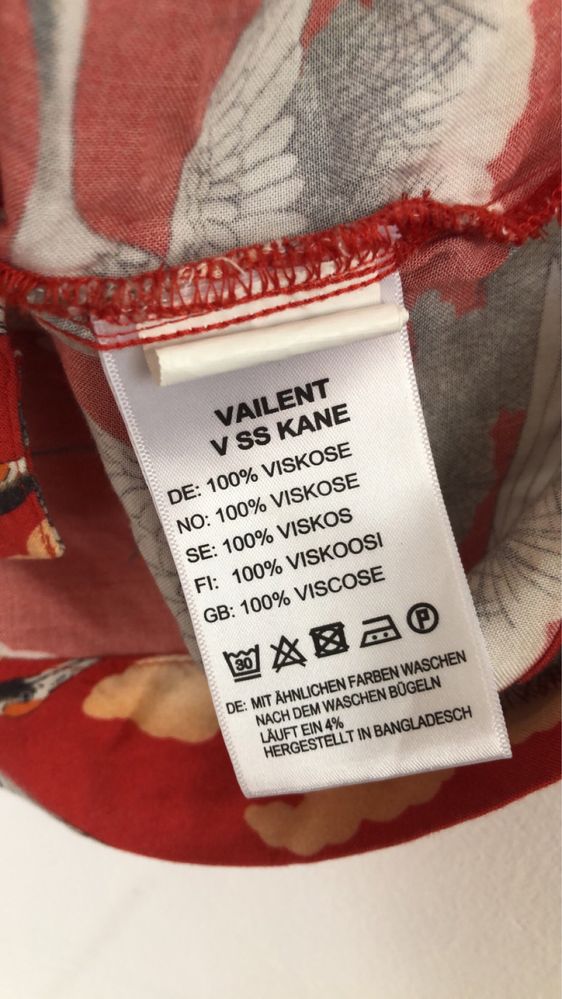 VAILENT
V SS KANE
DE: 100% VISKOSE
NO: 100% VISKOSE
SE: 100% VISKOS
FI: 100% VISKOOSI
GB: 100% VISCOSE
30 P
DE: MIT ÄHNLICHEN FARBEN WASCHEN
NACH DEM WASCHEN BÜGELN
LÄUFT EIN 4%
HERGESTELLT IN BANGLADESCH